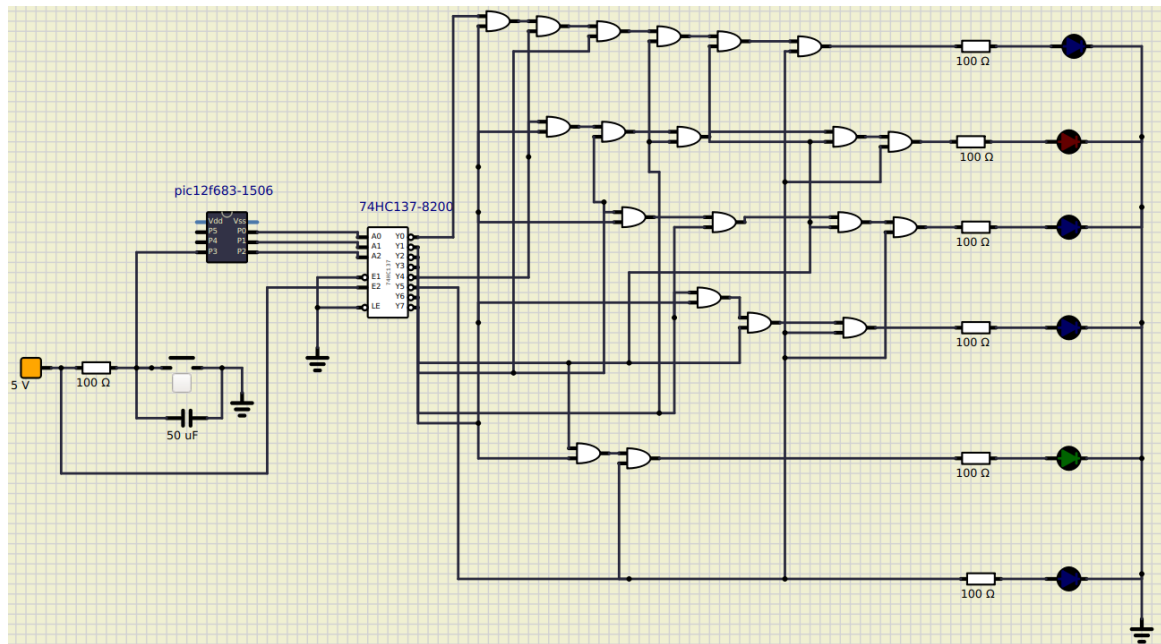 100 Ω
100 Ω
pic12f683-1506
Vdd Vss
P5 P0
P4 P1
P3 P2
74HC137-8200
A0 Y0
A1 Y1
A2 Y2
Y3
E1 Y4
E2 Y5
Y6
LE Y7
74HC137
100 Ω
100 Ω
5 V
100 Ω
50 uF
100 Ω
100 Ω